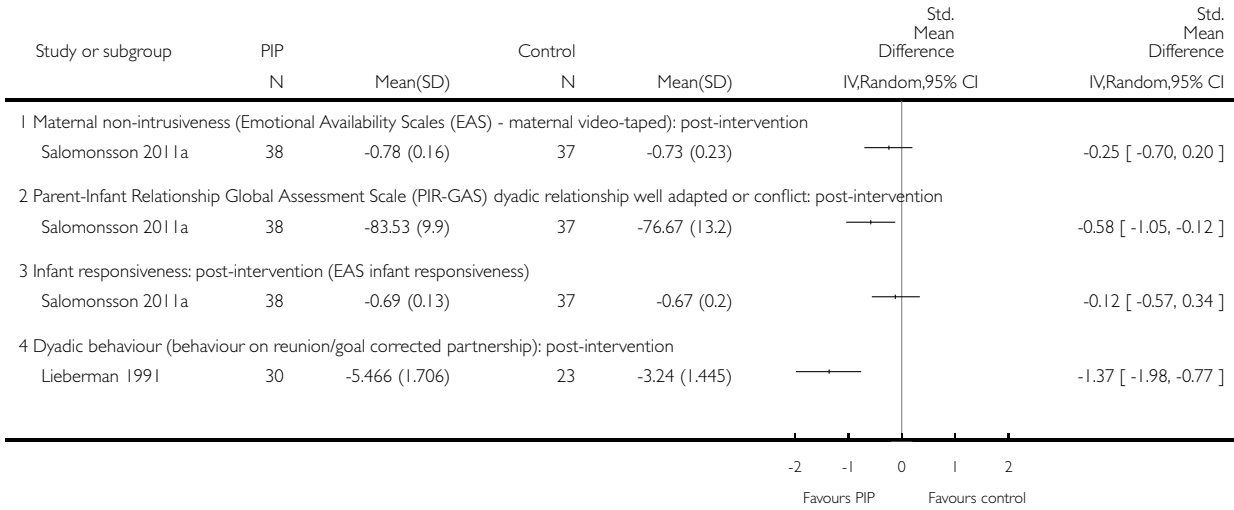 Std. Mean Difference
Std. Mean Difference
Study or subgroup PIP Control
N Mean(SD) N Mean(SD) IV,Random,95% CI IV,Random,95% CI
1 Maternal non-intrusiveness (Emotional Availability Scales (EAS) - maternal video-taped): post-intervention
Salomonsson 2011a 38 -0.78 (0.16) 37 -0.73 (0.23) -0.25 [ -0.70, 0.20 ]
2 Parent-Infant Relationship Global Assessment Scale (PIR-GAS) dyadic relationship well adapted or conflict: post-intervention
Salomonsson 2011a 38 -83.53 (9.9) 37 -76.67 (13.2) -0.58 [ -1.05, -0.12 ]
3 Infant responsiveness: post-intervention (EAS infant responsiveness)
Salomonsson 2011a 38 -0.69 (0.13) 37 -0.67 (0.2) -0.12 [ -0.57, 0.34 ]
4 Dyadic behaviour (behaviour on reunion/goal corrected partnership): post-intervention
Lieberman 1991 30 -5.466 (1.706) 23 -3.24 (1.445) -1.37 [ -1.98, -0.77 ]
-2 -1 0 1 2
Favours PIP Favours control